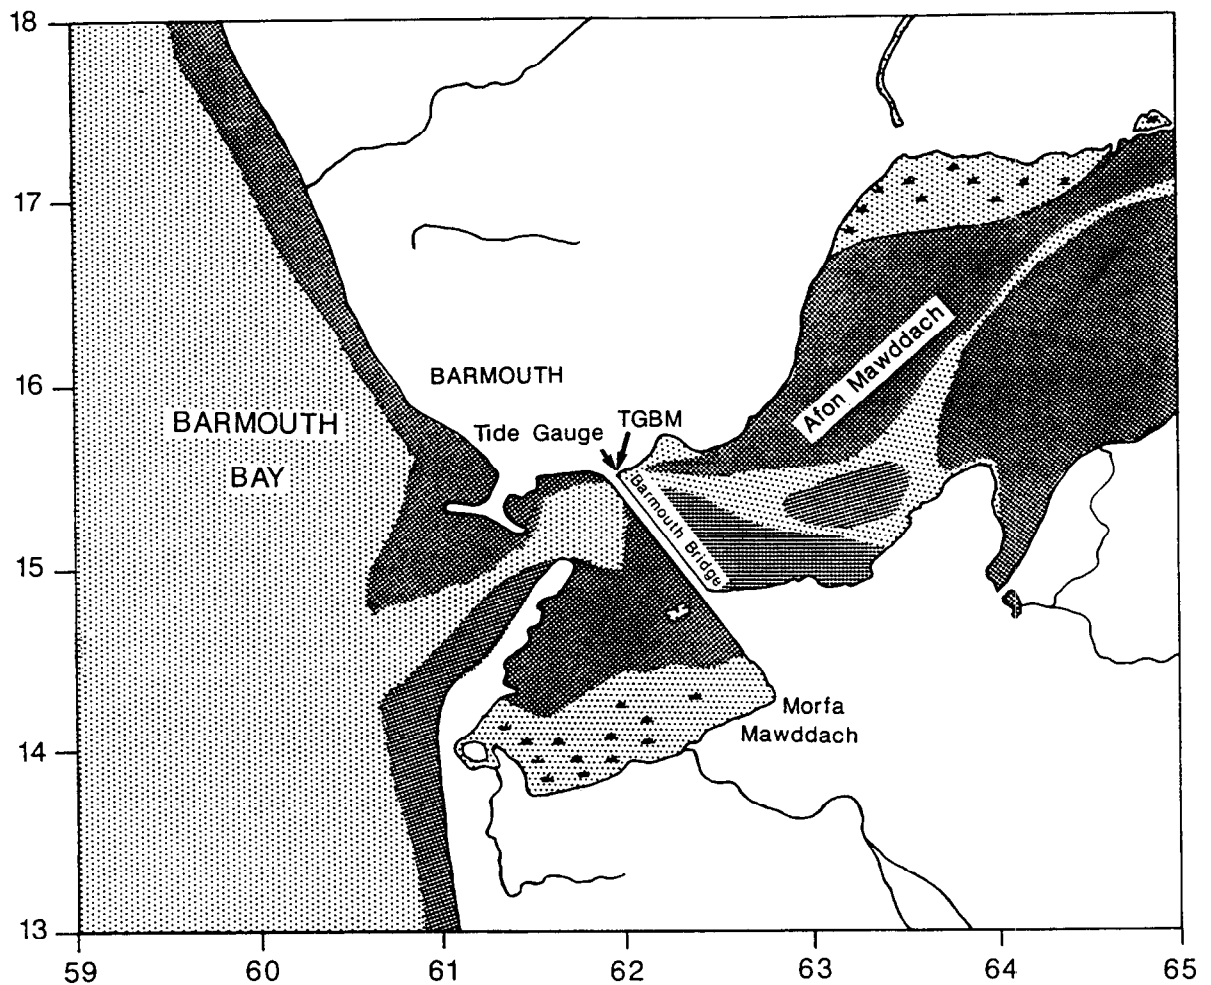 18
17
16
15
14
13
59
60
61
62
63
64
65
BARMOUTH
BARMOUTH
BAY
Tide Gauge
TGBM
Afon Mawddach
Barmouth Bridge
Morfa
Mawddach